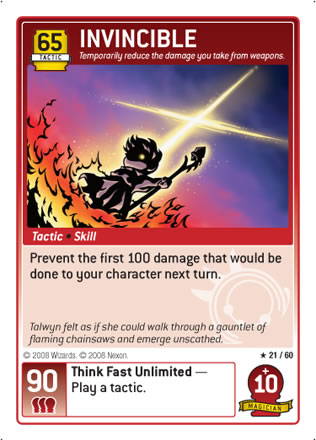 65
TACTIC
INVINCIBLE
Temporarily reduce the damage you take from weapons.
Tactic • Skill
Prevent the first 100 damage that would be
done to your character next turn.
Talwyn felt as if she could walk through a gauntlet of
flaming chainsaws and emerge unscathed.
© 2008 Wizards. © 2008 Nexon.
★ 21 / 60
90
Think Fast Unlimited —
Play a tactic.
+
10
MAGICIAN